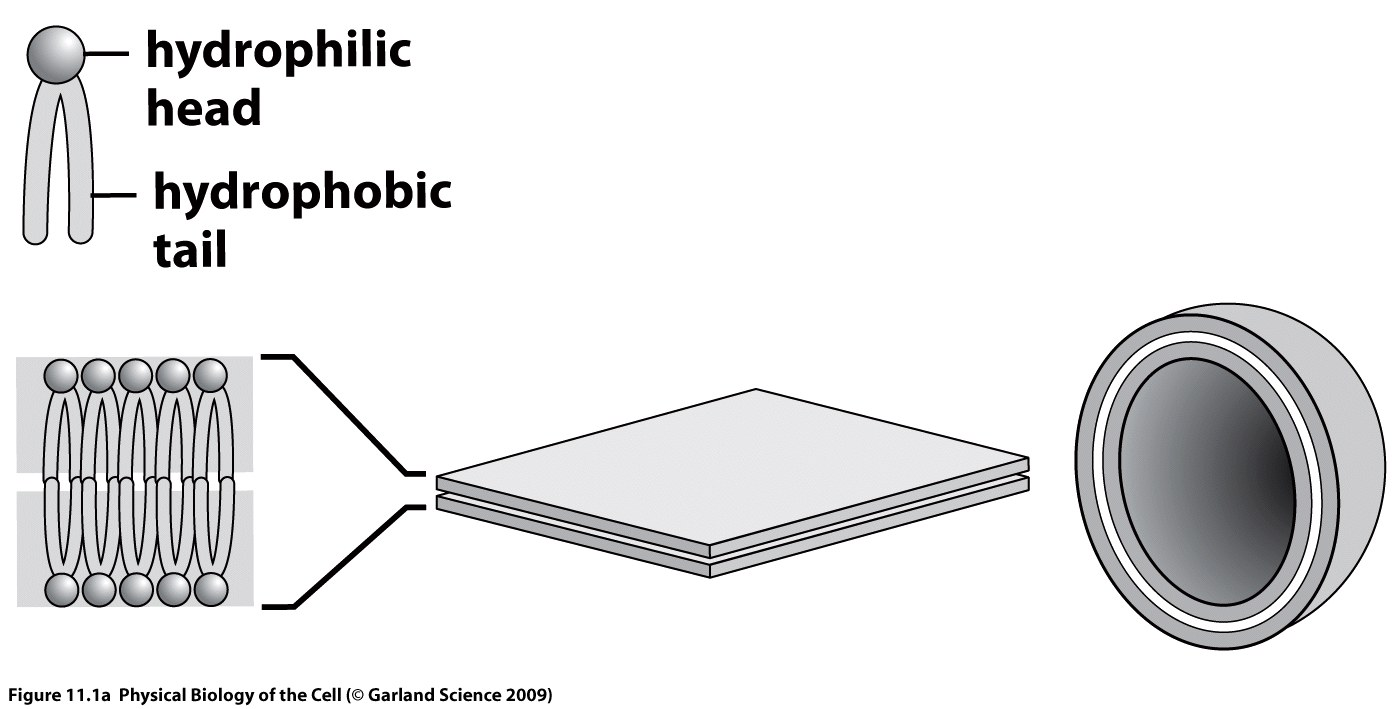 hydrophilic
head
hydrophobic
tail
Figure 11.1a Physical Biology of the Cell (© Garland Science 2009)